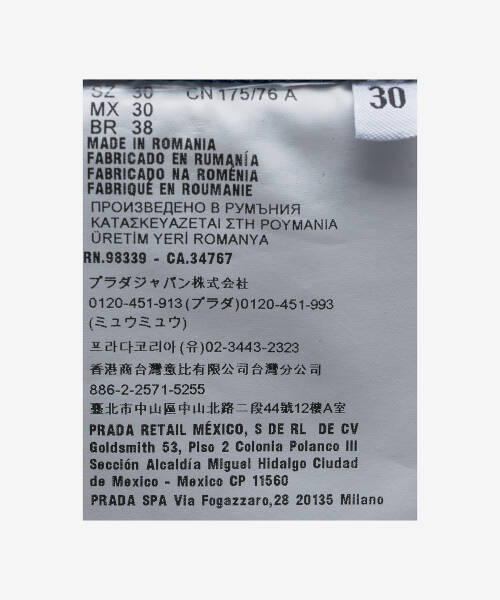 SZ 30 CN 175/76 A
30
MX 30
BR 38
MADE IN ROMANIA
FABRICADO EN RUMANÍA
FABRICADO NA ROMÉNIA
FABRIQUÉ EN ROUMANIE
ПРОИЗВЕДЕНО В РУМЪНИЯ
ΚΑΤΑΣΚΕΥΑΖΕΤΑΙ ΣΤΗ ΡΟΥΜΑΝΙΑ
ÜRETİM YERİ ROMANYA
RN.98339 - CA.34767
プラダジャパン株式会社
0120-451-913(プラダ)0120-451-993
(ミュウミュウ)
프라다코리아 (유)02-3443-2323
香港商台灣意比有限公司台灣分公司
886-2-2571-5255
臺北市中山區中山北路二段44號12樓A室
PRADA RETAIL MÉXICO, S DE RL DE CV
Goldsmith 53, Piso 2 Colonia Polanco III
Sección Alcaldía Miguel Hidalgo Ciudad
de Mexico - Mexico CP 11560
PRADA SPA Via Fogazzaro,28 20135 Milano